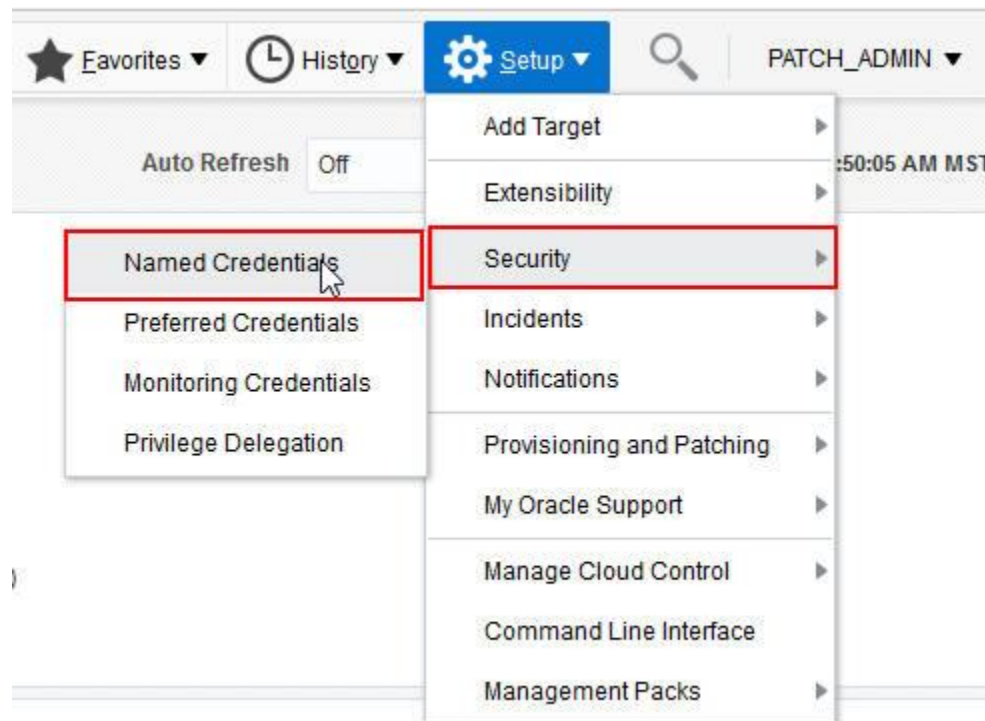 Favorites ▼ History ▼ Setup ▼ PATCH_ADMIN ▼
Auto Refresh Off :50:05 AM MST
Add Target
Extensibility
Security
Incidents
Notifications
Provisioning and Patching
My Oracle Support
Manage Cloud Control
Command Line Interface
Management Packs
Named Credentials
Preferred Credentials
Monitoring Credentials
Privilege Delegation
)